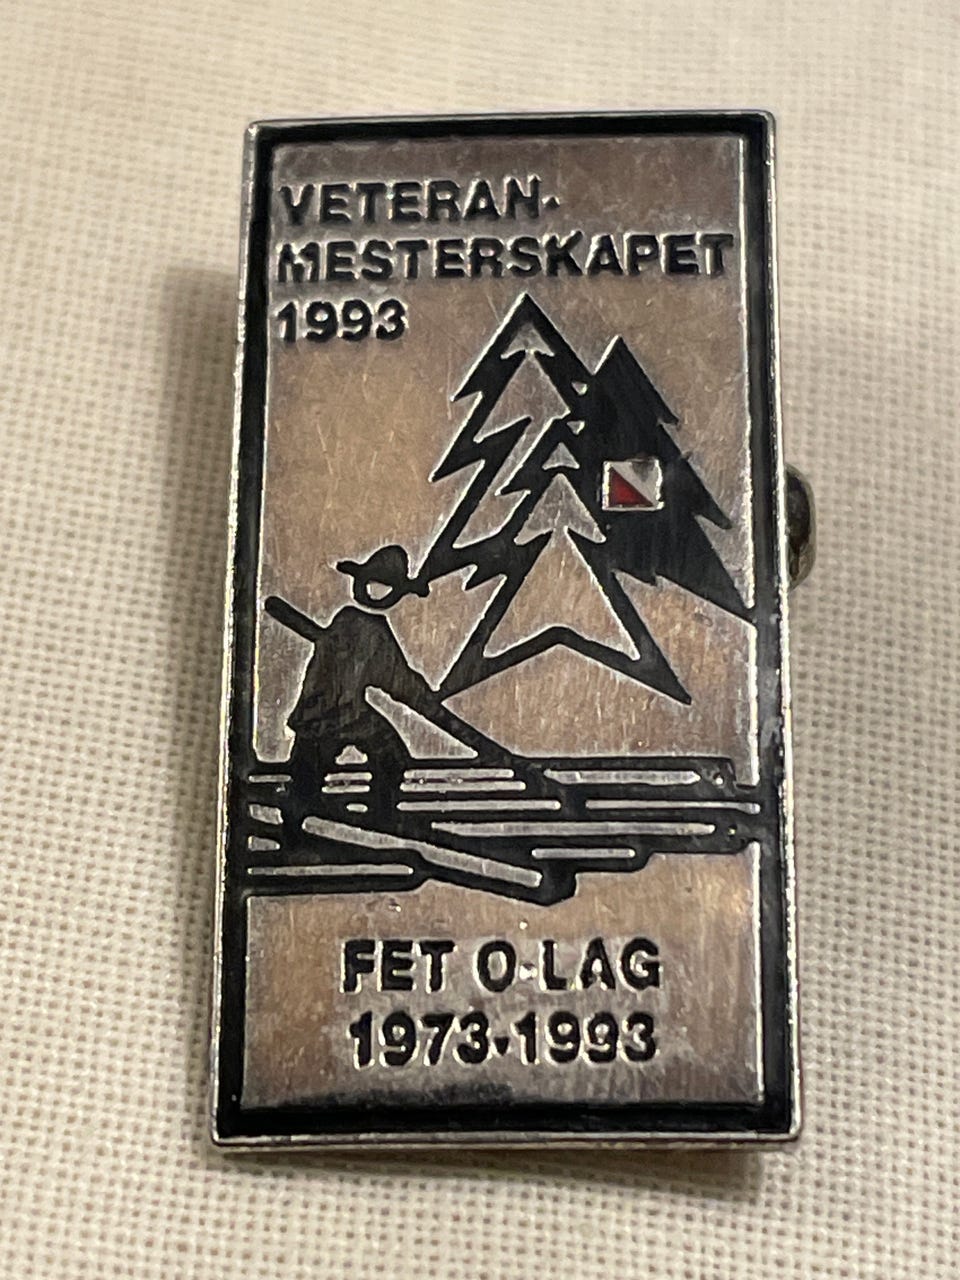 VETERAN-
MESTERSKAPET
1993
FET O-LAG
1973-1993